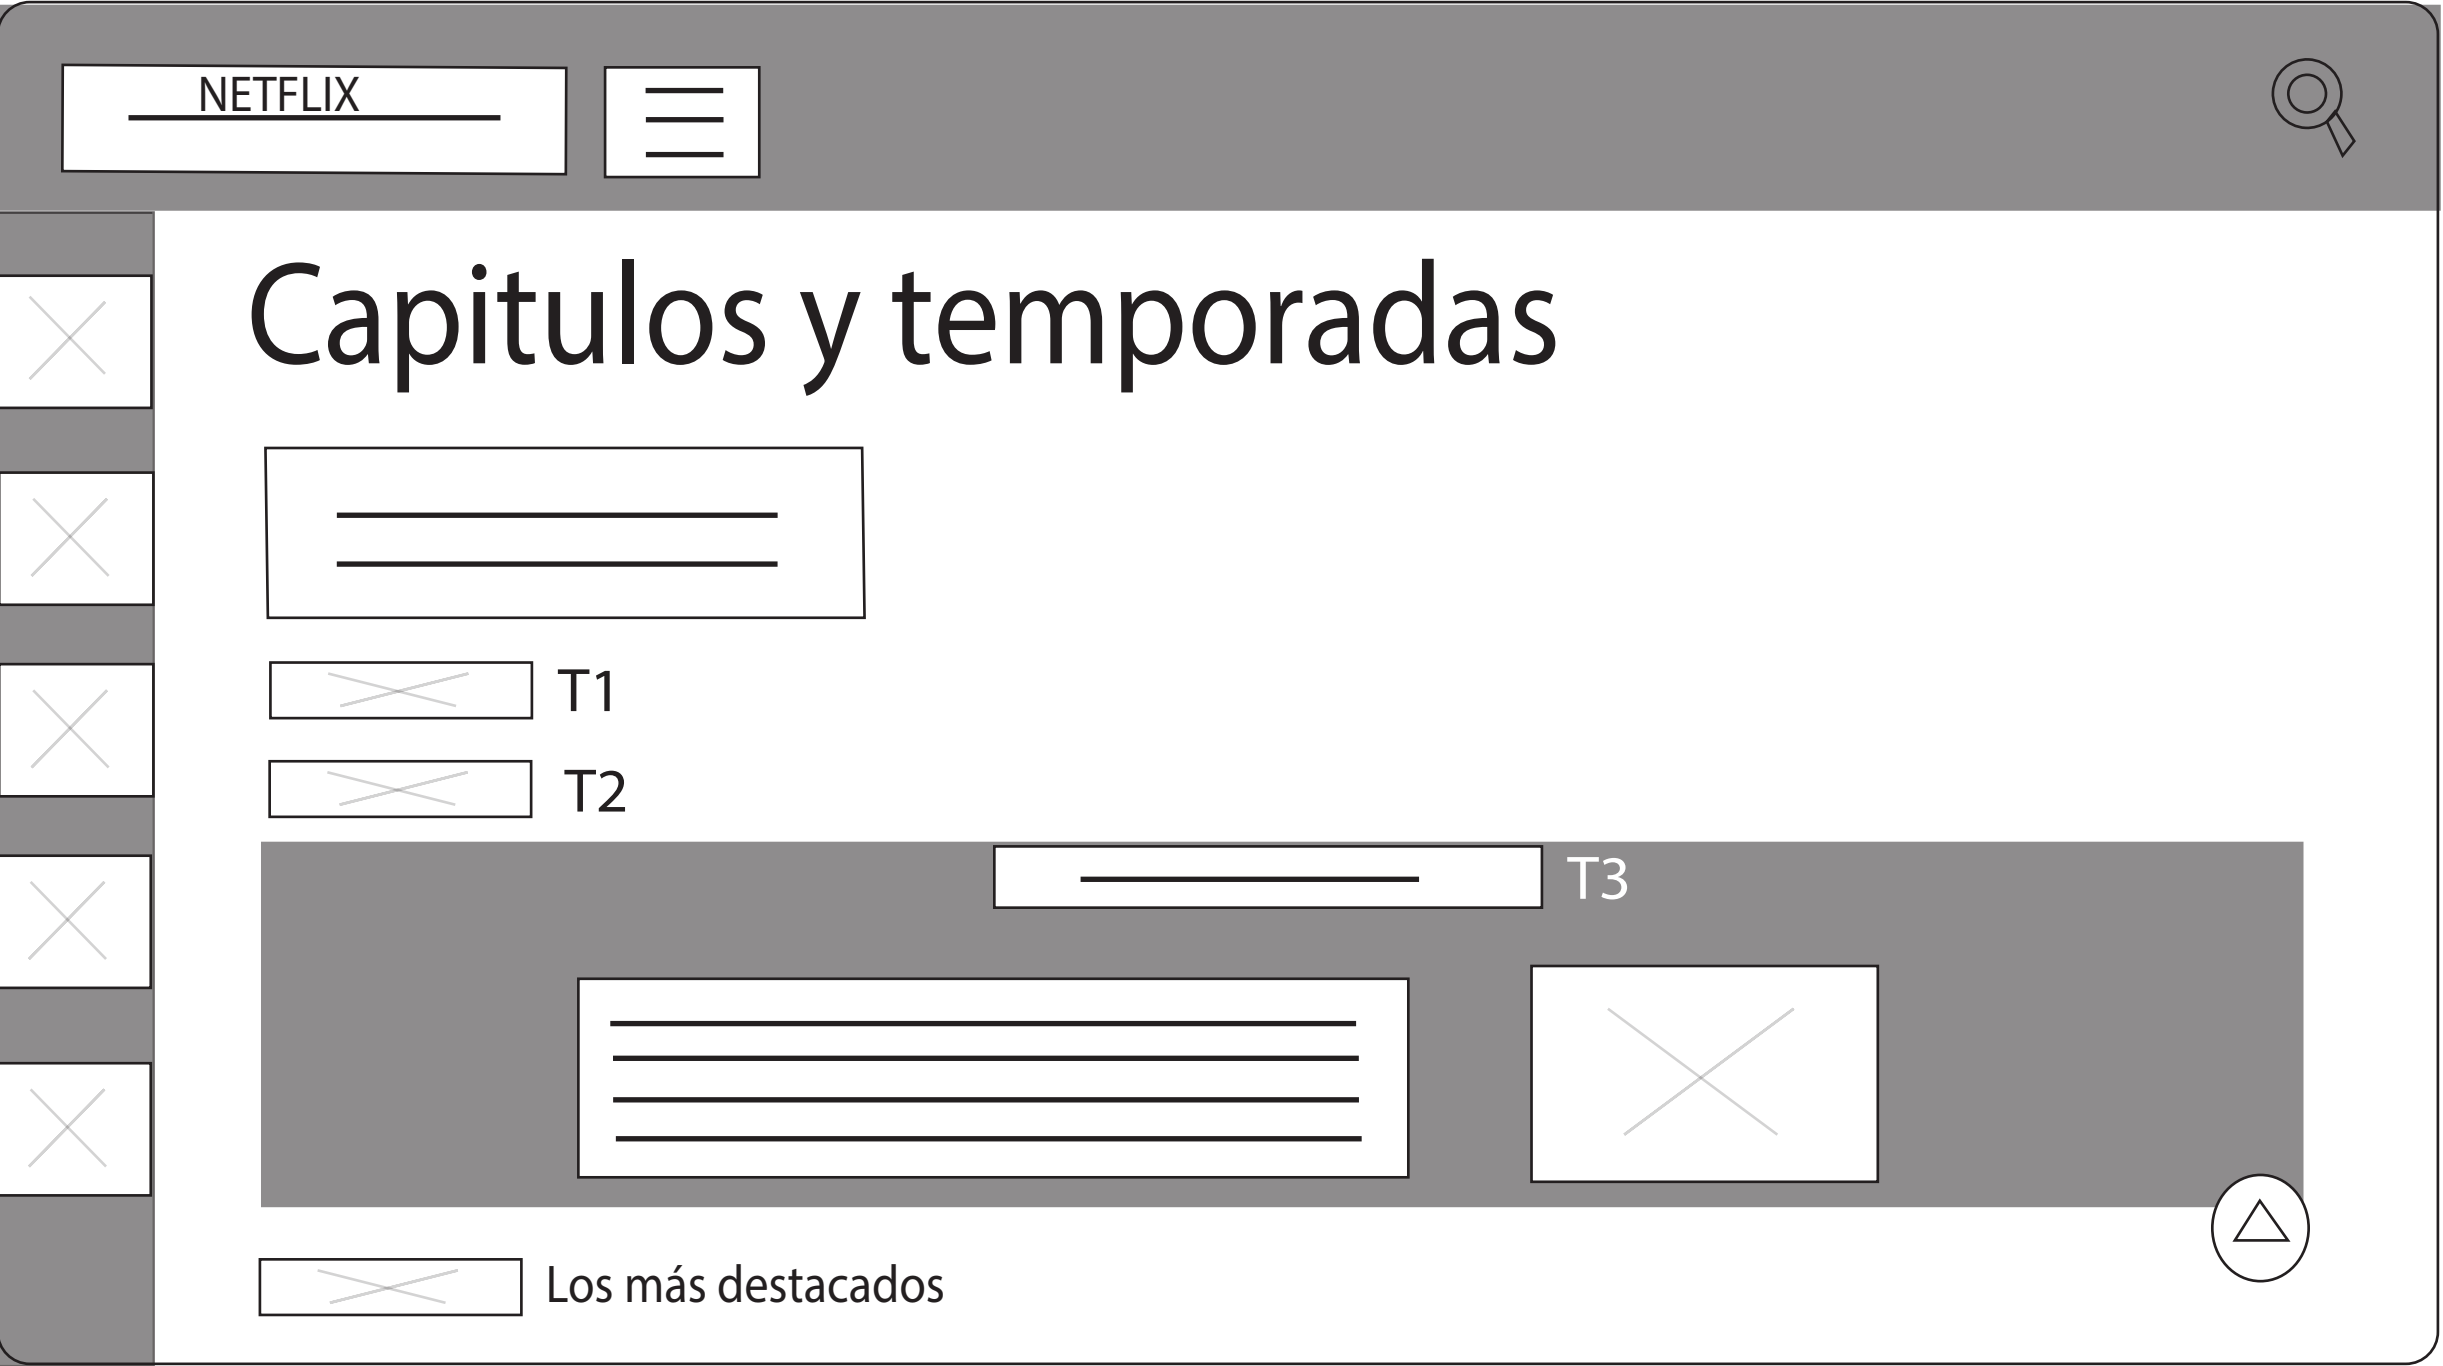 NETFLIX
Capitulos y temporadas
T1
T2
T3
Los más destacados